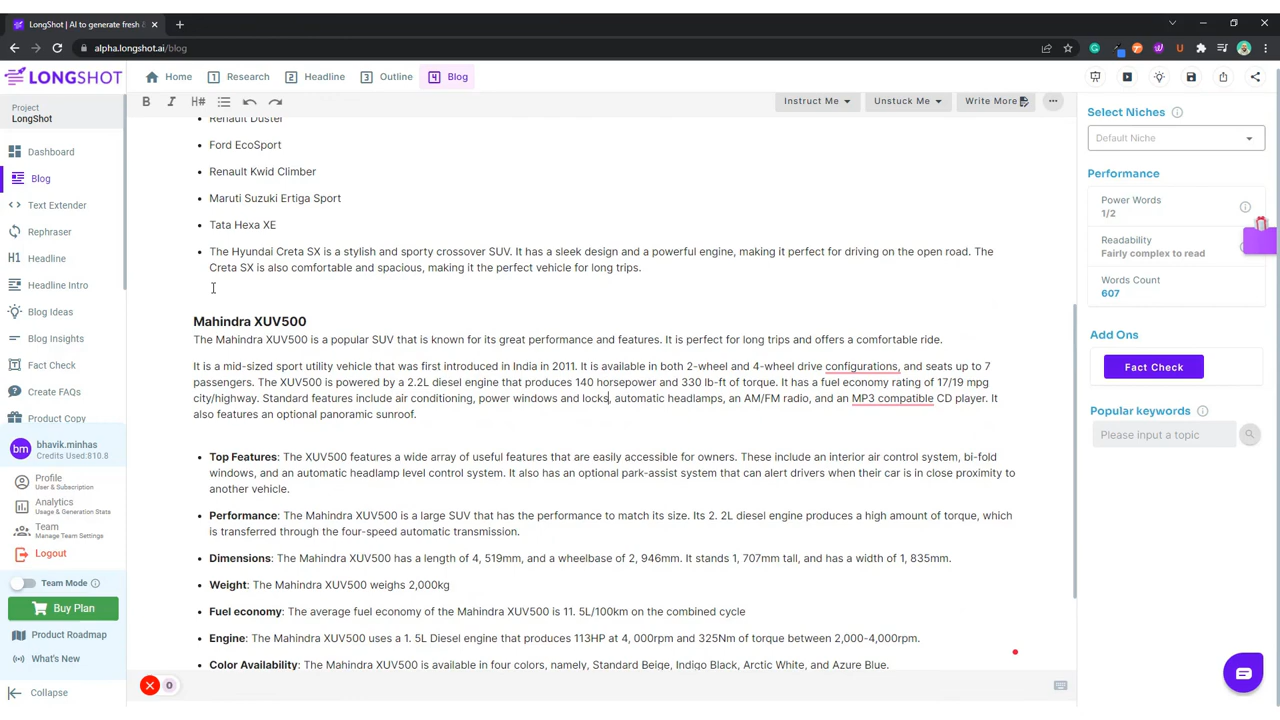 LongShot | AI to generate fresh &
alpha.longshot.ai/blog
LONGSHOT
Home
1 Research
2 Headline
3 Outline
4 Blog
Project
LongShot
Dashboard
Blog
Text Extender
Rephraser
H1 Headline
Headline Intro
Blog Ideas
Blog Insights
Fact Check
Create FAQs
Product Copy
bm
bhavik.minhas
Credits Used:810.8
Profile
User & Subscription
Analytics
Usage & Generation Stats
Team
Manage Team Settings
Logout
Team Mode
Buy Plan
Product Roadmap
What's New
Collapse
B I H# Instruct Me Unstuck Me Write More
Renault Duster
Ford EcoSport
Renault Kwid Climber
Maruti Suzuki Ertiga Sport
Tata Hexa XE
The Hyundai Creta SX is a stylish and sporty crossover SUV. It has a sleek design and a powerful engine, making it perfect for driving on the open road. The
Creta SX is also comfortable and spacious, making it the perfect vehicle for long trips.
Mahindra XUV500
The Mahindra XUV500 is a popular SUV that is known for its great performance and features. It is perfect for long trips and offers a comfortable ride.
It is a mid-sized sport utility vehicle that was first introduced in India in 2011. It is available in both 2-wheel and 4-wheel drive configurations, and seats up to 7
passengers. The XUV500 is powered by a 2.2L diesel engine that produces 140 horsepower and 330 lb-ft of torque. It has a fuel economy rating of 17/19 mpg
city/highway. Standard features include air conditioning, power windows and locks, automatic headlamps, an AM/FM radio, and an MP3 compatible CD player. It
also features an optional panoramic sunroof.
Top Features: The XUV500 features a wide array of useful features that are easily accessible for owners. These include an interior air control system, bi-fold
windows, and an automatic headlamp level control system. It also has an optional park-assist system that can alert drivers when their car is in close proximity to
another vehicle.
Performance: The Mahindra XUV500 is a large SUV that has the performance to match its size. Its 2. 2L diesel engine produces a high amount of torque, which
is transferred through the four-speed automatic transmission.
Dimensions: The Mahindra XUV500 has a length of 4, 519mm, and a wheelbase of 2, 946mm. It stands 1, 707mm tall, and has a width of 1, 835mm.
Weight: The Mahindra XUV500 weighs 2,000kg
Fuel economy: The average fuel economy of the Mahindra XUV500 is 11. 5L/100km on the combined cycle
Engine: The Mahindra XUV500 uses a 1. 5L Diesel engine that produces 113HP at 4, 000rpm and 325Nm of torque between 2,000-4,000rpm.
Color Availability: The Mahindra XUV500 is available in four colors, namely, Standard Beige, Indigo Black, Arctic White, and Azure Blue.
0
Select Niches
Default Niche
Performance
Power Words
1/2
Readability
Fairly complex to read
Words Count
607
Add Ons
Fact Check
Popular keywords
Please input a topic